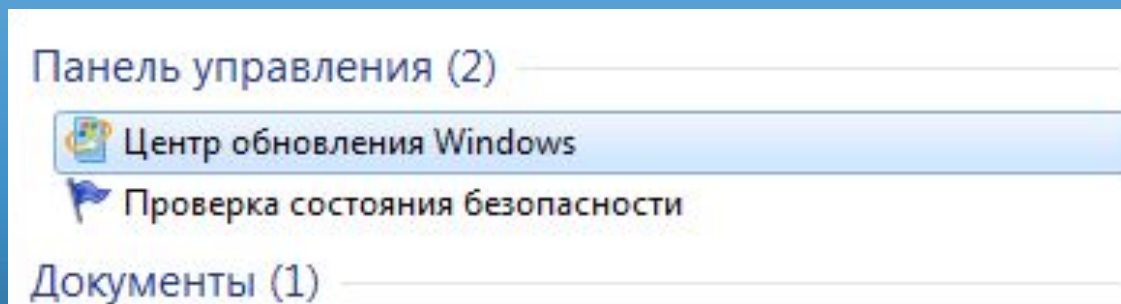 Панель управления (2)
Центр обновления Windows
Проверка состояния безопасности
Документы (1)